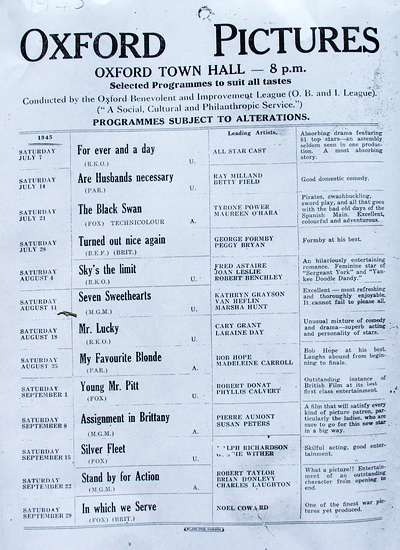 1945
OXFORD PICTURES
OXFORD TOWN HALL — 8 p.m.
Selected Programmes to suit all tastes
Conducted by the Oxford Benevolent and Improvement League (O. B. and I. League).
(" A Social, Cultural and Philanthropic Service.")
PROGRAMMES SUBJECT TO ALTERATIONS.
1945
Leading Artists.
SATURDAY
JULY 7
For ever and a day
(R.K.O.) U.
ALL STAR CAST
Absorbing drama featuring
81 top stars—an assembly
seldom seen in one produc-
tion. A most absorbing
story.
SATURDAY
JULY 14
Are Husbands necessary
(PAR.) U.
RAY MILLAND
BETTY FIELD
Good domestic comedy.
SATURDAY
JULY 21
The Black Swan
(FOX) TECHNICOLOUR A.
TYRONE POWER
MAUREEN O'HARA
Pirates, swashbuckling,
sword play, and all that goes
with the bad old days of the
Spanish Main. Excellent,
colourful and adventurous.
SATURDAY
JULY 28
Turned out nice again
(B.E.F.) (BRIT.)
GEORGE FORMBY
PEGGY BRYAN
Formby at his best.
SATURDAY
AUGUST 4
Sky's the limit
(R.K.O.) U.
FRED ASTAIRE
JOAN LESLIE
ROBERT BENCHLEY
An hilariously entertaining
romance. Feminine star of
"Sergeant York" and "Yan-
kee Doodle Dandy."
SATURDAY
AUGUST 11
Seven Sweethearts
(M.G.M.) U.
KATHRYN GRAYSON
VAN HEFLIN
MARSHA HUNT
Excellent — most refreshing
and thoroughly enjoyable.
It cannot fail to please all.
SATURDAY
AUGUST 18
Mr. Lucky
(R.K.O.) U.
CARY GRANT
LARAINE DAY
Unusual mixture of comedy
and drama—superb acting
and personality of stars.
SATURDAY
AUGUST 25
My Favourite Blonde
(PAR.) A.
BOB HOPE
MADELEINE CARROLL
Bob Hope at his best.
Laughs abound from begin-
ning to finale.
SATURDAY
SEPTEMBER 1
Young Mr. Pitt
(FOX) U.
ROBERT DONAT
PHYLLIS CALVERT
Outstanding instance of
British Film at its best
first class entertainment.
SATURDAY
SEPTEMBER 8
Assignment in Brittany
(M.G.M.) A.
PIERRE AUMONT
SUSAN PETERS
A film that will satisfy every
kind of picture patron, par-
ticularly the ladies, who are
sure to go for this new star
in a big way.
SATURDAY
SEPTEMBER 15
Silver Fleet
(FOX) U.
RICHARDSON
WITHER
Skilful acting, good enter-
tainment.
SATURDAY
SEPTEMBER 22
Stand by for Action
(M.G.M.) A.
ROBERT TAYLOR
BRIAN DONLEVY
CHARLES LAUGHTON
What a picture!! Entertain-
ment of an outstanding
character from opening to
end.
SATURDAY
SEPTEMBER 29
In which we Serve
(FOX) (BRIT.)
NOEL COWARD
One of the finest war pic-
tures yet produced.